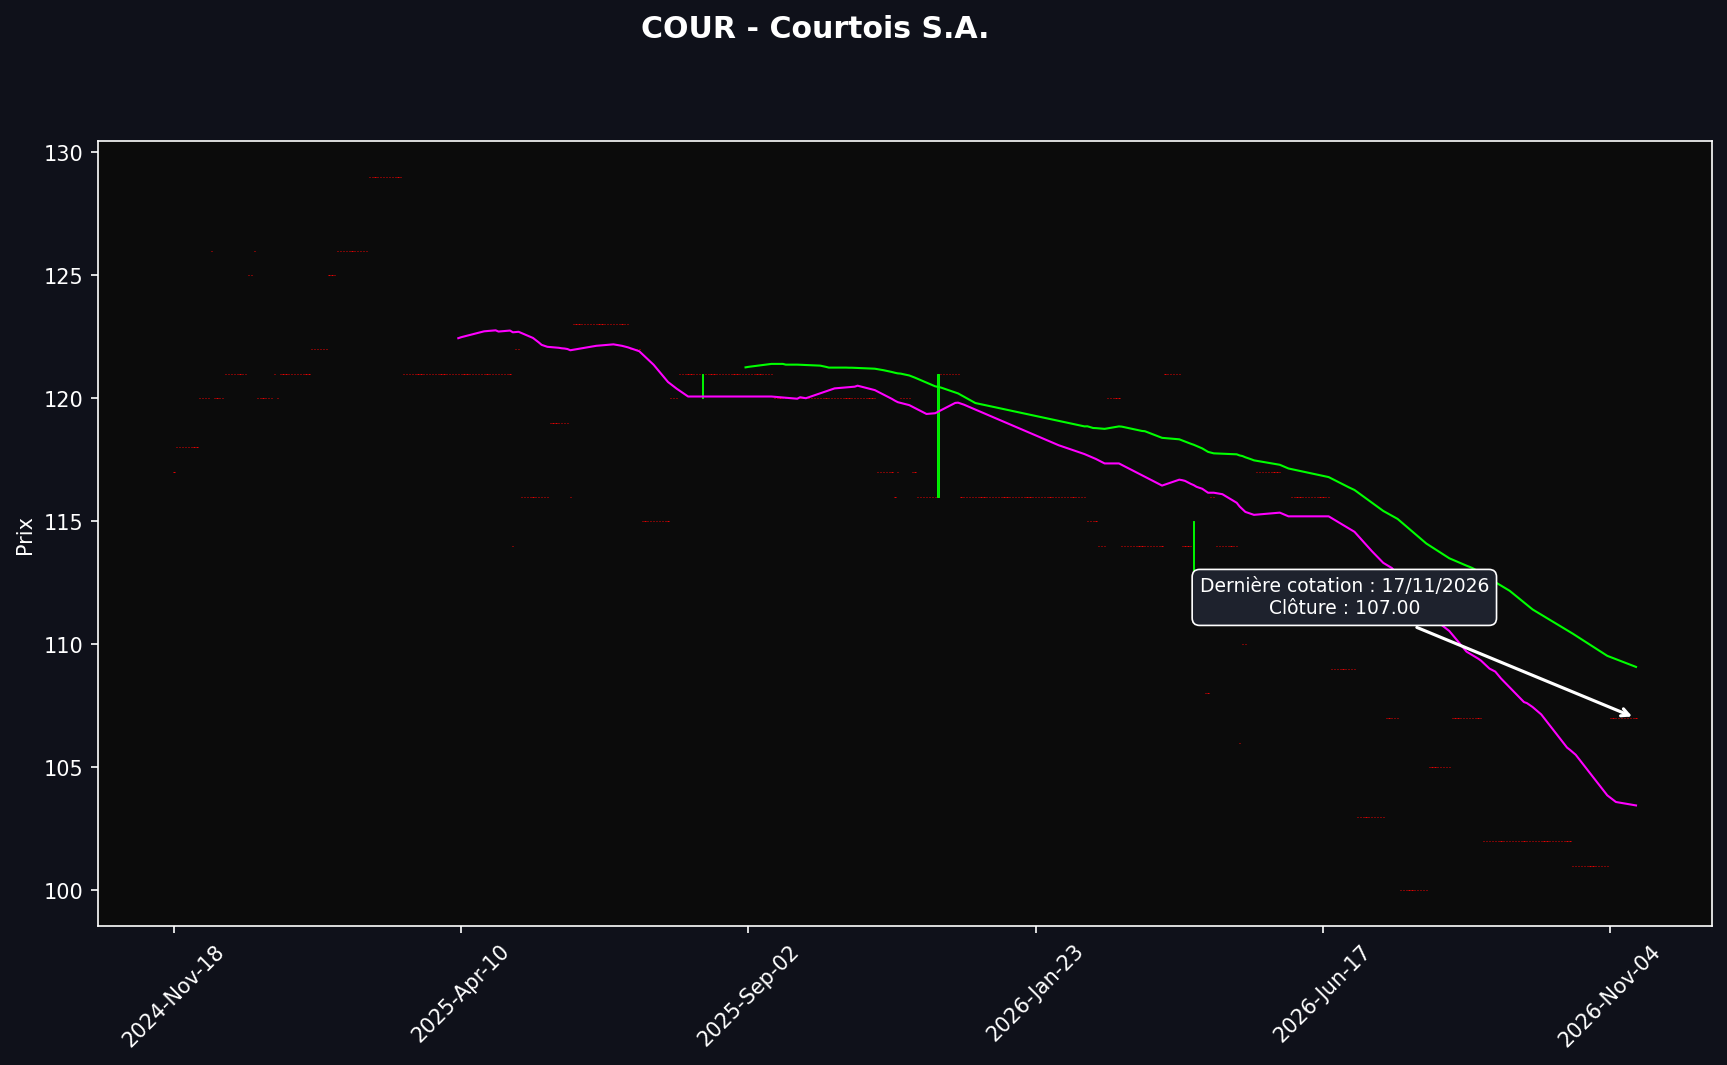 COUR - Courtois S.A.
130
125
120
115
110
105
100
Prix
Dernière cotation : 17/11/2026
Clôture : 107.00
2024-Nov-18
2025-Apr-10
2025-Sep-02
2026-Jan-23
2026-Jun-17
2026-Nov-04